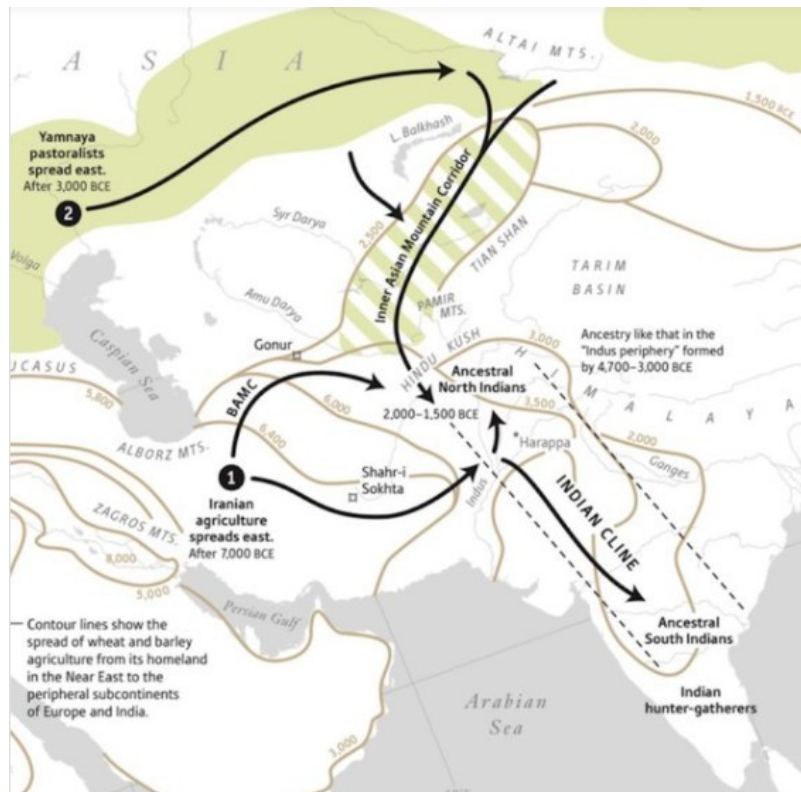 ALTAI MTS.
A S I A
1,500 BCE
2,000
Yamnaya
pastoralists
spread east.
After 3,000 BCE
2
L. Balkhash
Inner Asian Mountain Corridor
Syr Darya
2,500
TIAN SHAN
Volga
TARIM
BASIN
Amu Darya
PAMIR
MTS.
Caspian Sea
Gonur
HINDU KUSH
3,000
Ancestry like that in the
"Indus periphery" formed
by 4,700–3,000 BCE
UCASUS
5,800
BAMC
Ancestral
North Indians
HIMALAYA
6,000
2,000–1,500 BCE
3,500
6,400
Harappa
2,000
ALBORZ MTS.
Ganges
1
Shahr-i
Sokhta
Indus
INDIAN CLINE
Iranian
agriculture
spreads east.
After 7,000 BCE
ZAGROS MTS.
8,000
5,000
Persian Gulf
Contour lines show the
spread of wheat and barley
agriculture from its homeland
in the Near East to the
peripheral subcontinents
of Europe and India.
Ancestral
South Indians
Arabian
Sea
Indian
hunter-gatherers
3,000